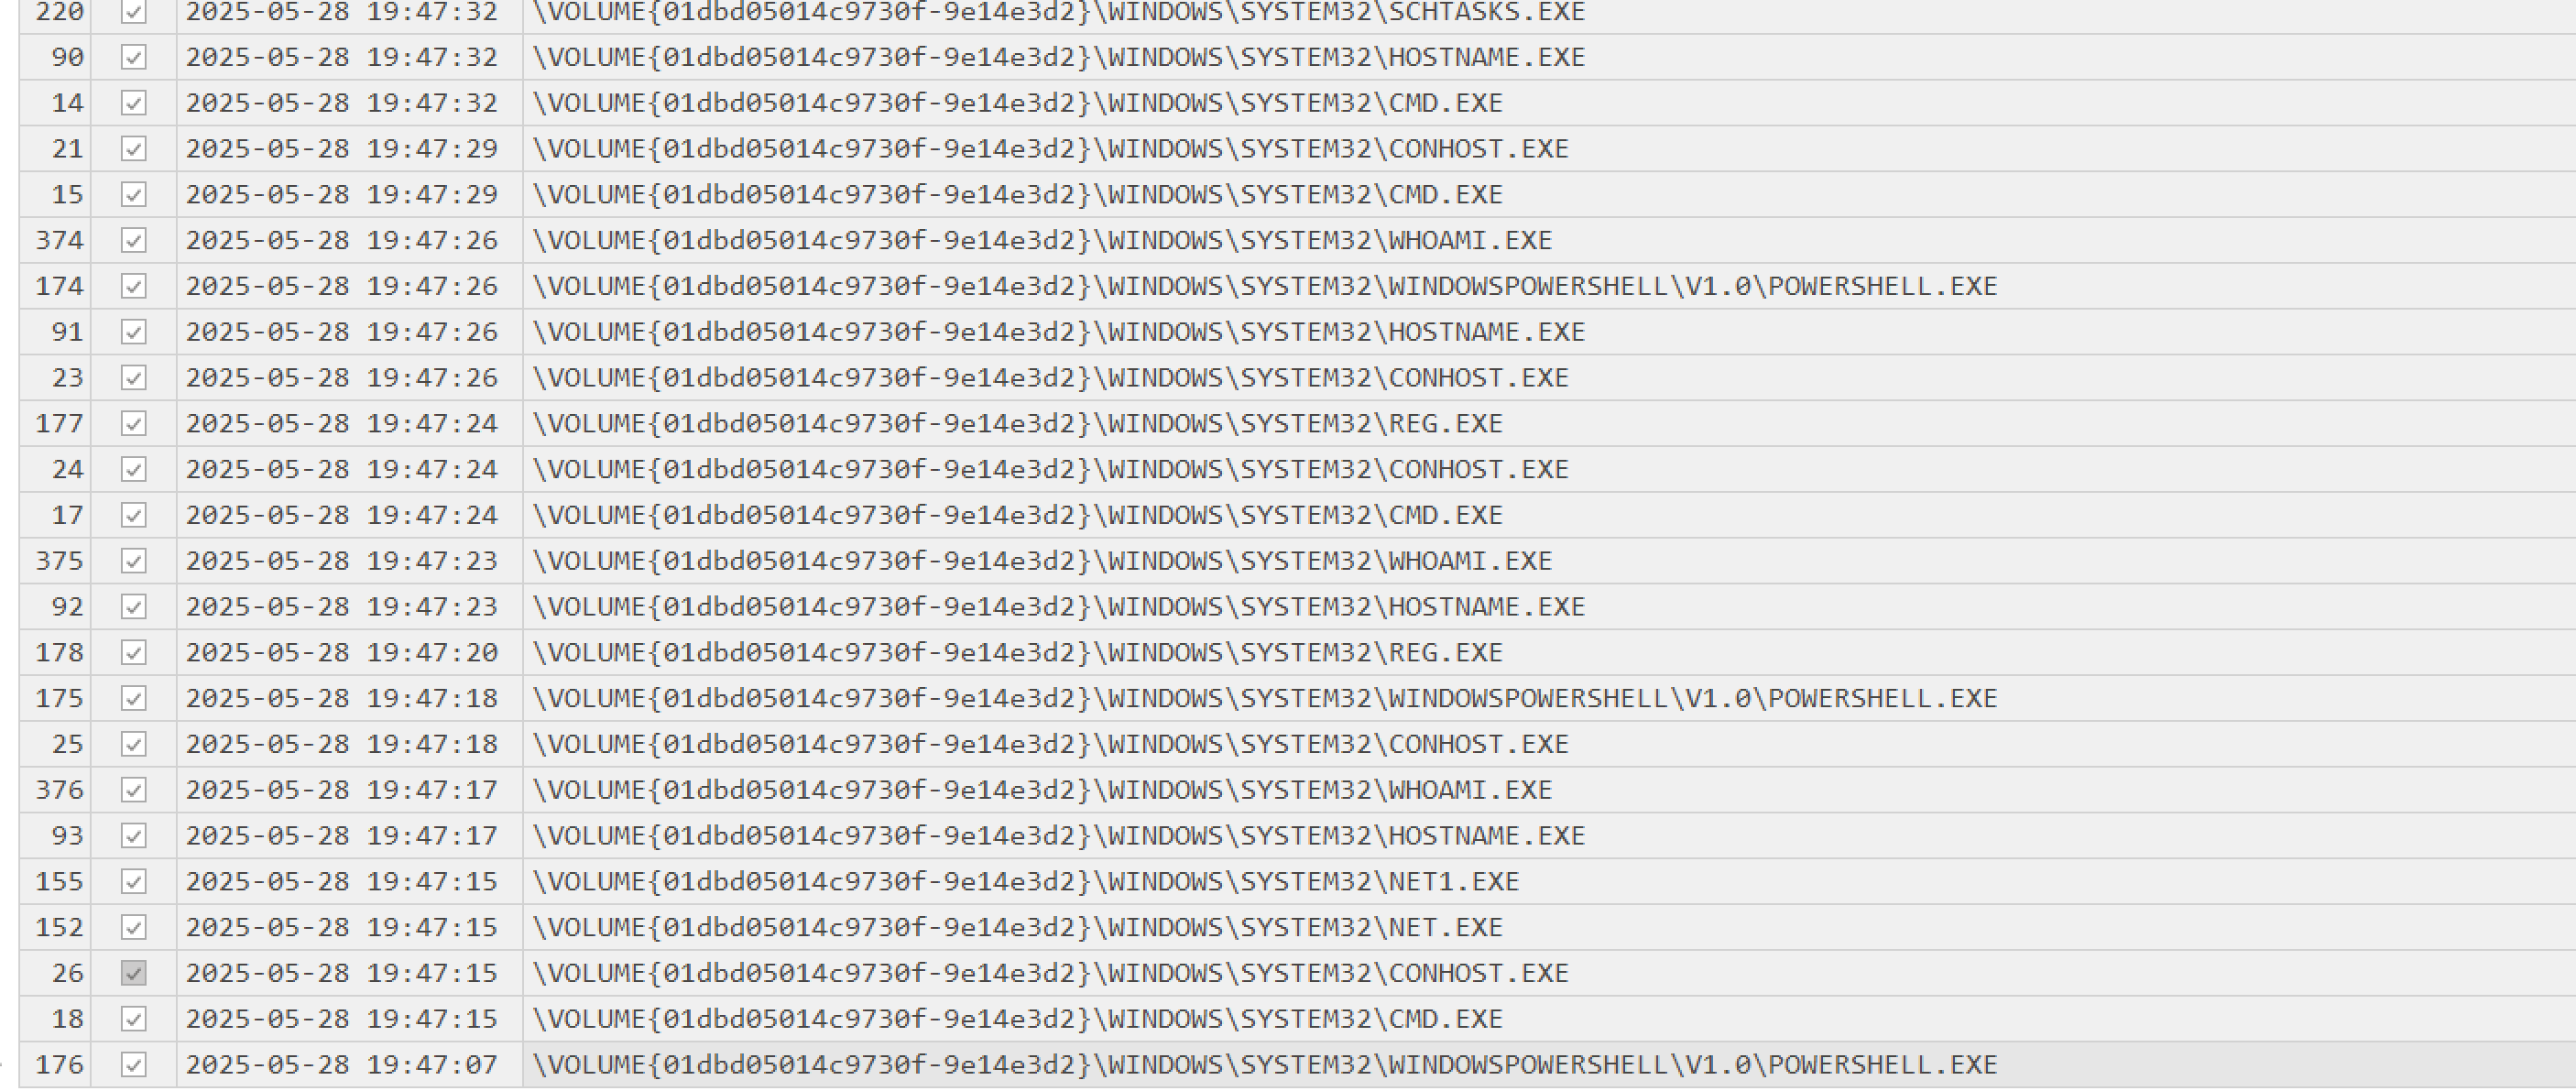 220 2025-05-28 19:47:32 \VOLUME{01dbd05014c9730f-9e14e3d2}\WINDOWS\SYSTEM32\SCHTASKS.EXE
90 2025-05-28 19:47:32 \VOLUME{01dbd05014c9730f-9e14e3d2}\WINDOWS\SYSTEM32\HOSTNAME.EXE
14 2025-05-28 19:47:32 \VOLUME{01dbd05014c9730f-9e14e3d2}\WINDOWS\SYSTEM32\CMD.EXE
21 2025-05-28 19:47:29 \VOLUME{01dbd05014c9730f-9e14e3d2}\WINDOWS\SYSTEM32\CONHOST.EXE
15 2025-05-28 19:47:29 \VOLUME{01dbd05014c9730f-9e14e3d2}\WINDOWS\SYSTEM32\CMD.EXE
374 2025-05-28 19:47:26 \VOLUME{01dbd05014c9730f-9e14e3d2}\WINDOWS\SYSTEM32\WHOAMI.EXE
174 2025-05-28 19:47:26 \VOLUME{01dbd05014c9730f-9e14e3d2}\WINDOWS\SYSTEM32\WINDOWSPOWERSHELL\V1.0\POWERSHELL.EXE
91 2025-05-28 19:47:26 \VOLUME{01dbd05014c9730f-9e14e3d2}\WINDOWS\SYSTEM32\HOSTNAME.EXE
23 2025-05-28 19:47:26 \VOLUME{01dbd05014c9730f-9e14e3d2}\WINDOWS\SYSTEM32\CONHOST.EXE
177 2025-05-28 19:47:24 \VOLUME{01dbd05014c9730f-9e14e3d2}\WINDOWS\SYSTEM32\REG.EXE
24 2025-05-28 19:47:24 \VOLUME{01dbd05014c9730f-9e14e3d2}\WINDOWS\SYSTEM32\CONHOST.EXE
17 2025-05-28 19:47:24 \VOLUME{01dbd05014c9730f-9e14e3d2}\WINDOWS\SYSTEM32\CMD.EXE
375 2025-05-28 19:47:23 \VOLUME{01dbd05014c9730f-9e14e3d2}\WINDOWS\SYSTEM32\WHOAMI.EXE
92 2025-05-28 19:47:23 \VOLUME{01dbd05014c9730f-9e14e3d2}\WINDOWS\SYSTEM32\HOSTNAME.EXE
178 2025-05-28 19:47:20 \VOLUME{01dbd05014c9730f-9e14e3d2}\WINDOWS\SYSTEM32\REG.EXE
175 2025-05-28 19:47:18 \VOLUME{01dbd05014c9730f-9e14e3d2}\WINDOWS\SYSTEM32\WINDOWSPOWERSHELL\V1.0\POWERSHELL.EXE
25 2025-05-28 19:47:18 \VOLUME{01dbd05014c9730f-9e14e3d2}\WINDOWS\SYSTEM32\CONHOST.EXE
376 2025-05-28 19:47:17 \VOLUME{01dbd05014c9730f-9e14e3d2}\WINDOWS\SYSTEM32\WHOAMI.EXE
93 2025-05-28 19:47:17 \VOLUME{01dbd05014c9730f-9e14e3d2}\WINDOWS\SYSTEM32\HOSTNAME.EXE
155 2025-05-28 19:47:15 \VOLUME{01dbd05014c9730f-9e14e3d2}\WINDOWS\SYSTEM32\NET1.EXE
152 2025-05-28 19:47:15 \VOLUME{01dbd05014c9730f-9e14e3d2}\WINDOWS\SYSTEM32\NET.EXE
26 2025-05-28 19:47:15 \VOLUME{01dbd05014c9730f-9e14e3d2}\WINDOWS\SYSTEM32\CONHOST.EXE
18 2025-05-28 19:47:15 \VOLUME{01dbd05014c9730f-9e14e3d2}\WINDOWS\SYSTEM32\CMD.EXE
176 2025-05-28 19:47:07 \VOLUME{01dbd05014c9730f-9e14e3d2}\WINDOWS\SYSTEM32\WINDOWSPOWERSHELL\V1.0\POWERSHELL.EXE